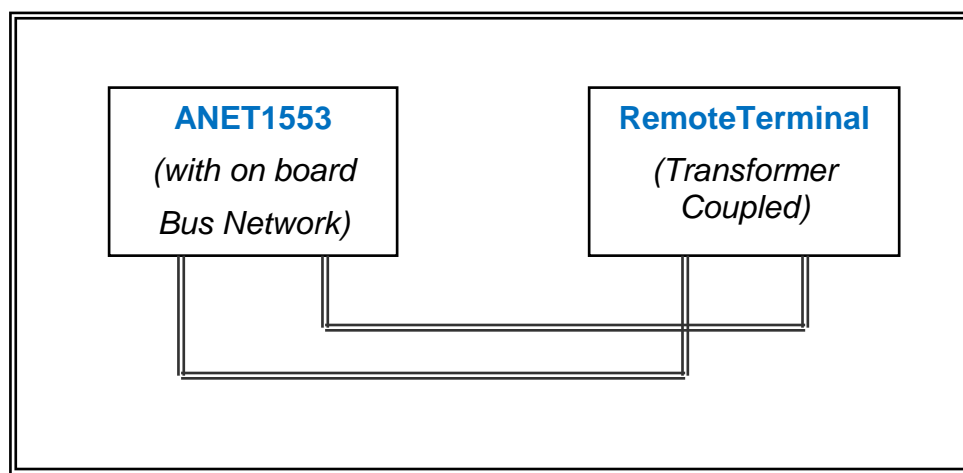 ANET1553
(with on board
Bus Network)
RemoteTerminal
(Transformer
Coupled)